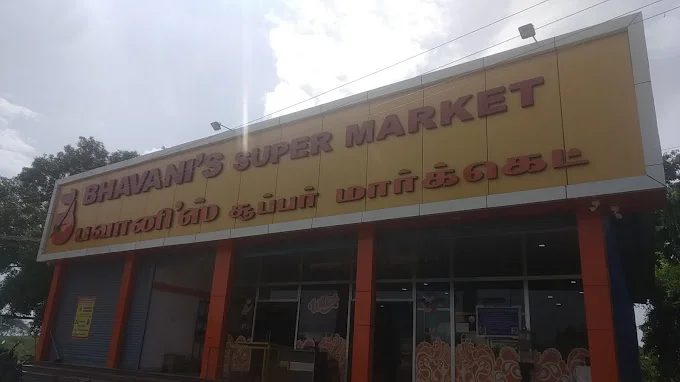 BHAVANI'S SUPER MARKET
பவானி'ஸ் சூப்பர் மார்க்கெட்